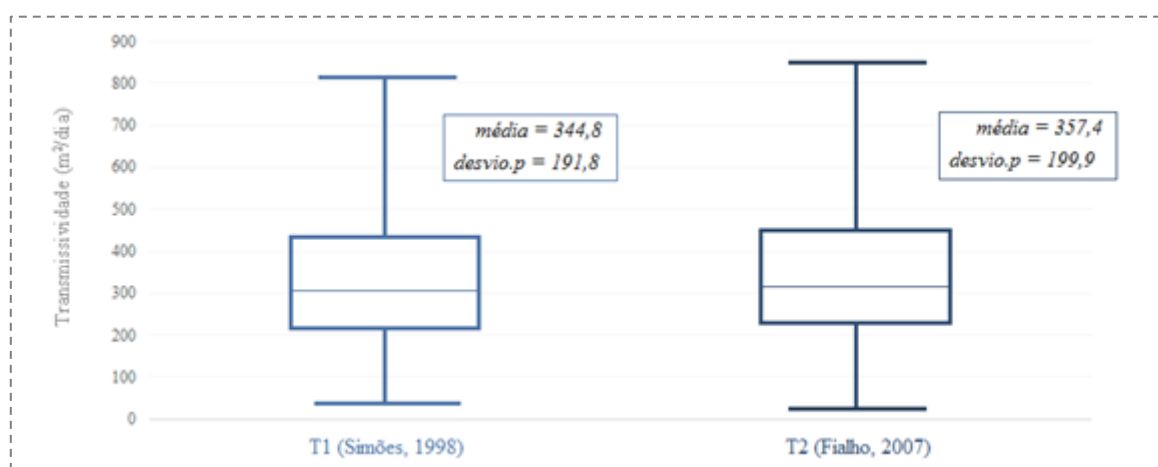 900
800
700
600
500
400
300
200
100
0
Transmissividade (m²/dia)
média = 344,8
desvio.p = 191,8
média = 357,4
desvio.p = 199,9
T1 (Simões, 1998)
T2 (Fialho, 2007)